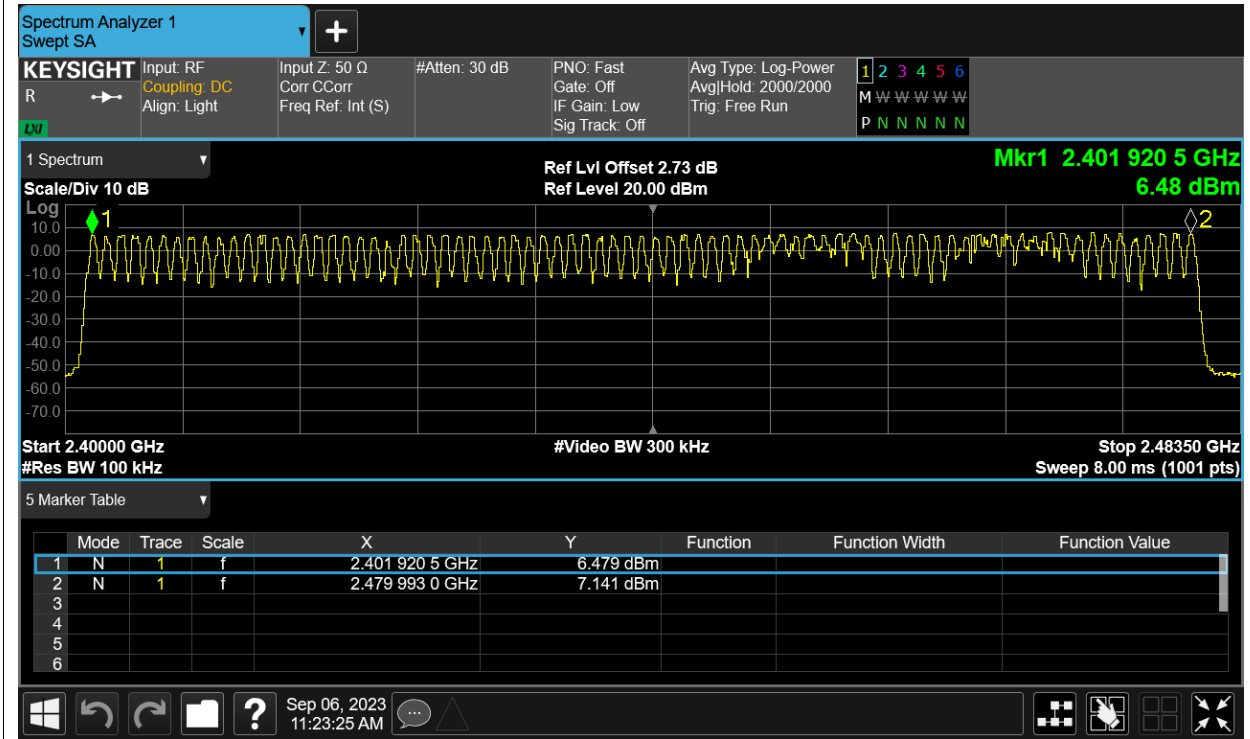 Spectrum Analyzer 1
Swept SA
KEYSIGHT Input: RF Input Z: 50 Ω #Atten: 30 dB PNO: Fast Avg Type: Log-Power 1 2 3 4 5 6
R Coupling: DC Corr CCorr Gate: Off Avg|Hold: 2000/2000 M W W W W W W
Align: Light Freq Ref: Int (S) IF Gain: Low Trig: Free Run
LXI Sig Track: Off P N N N N N N
1 Spectrum
Ref Lvl Offset 2.73 dB Mkr1 2.401 920 5 GHz
Scale/Div 10 dB Ref Level 20.00 dBm 6.48 dBm
Log
1
2
10.0
0.00
-10.0
-20.0
-30.0
-40.0
-50.0
-60.0
-70.0
Start 2.40000 GHz #Video BW 300 kHz Stop 2.48350 GHz
#Res BW 100 kHz Sweep 8.00 ms (1001 pts)
5 Marker Table
Mode Trace Scale X Y Function Function Width Function Value
1 N 1 f 2.401 920 5 GHz 6.479 dBm
2 N 1 f 2.479 993 0 GHz 7.141 dBm
3
4
5
6
? Sep 06, 2023
11:23:25 AM